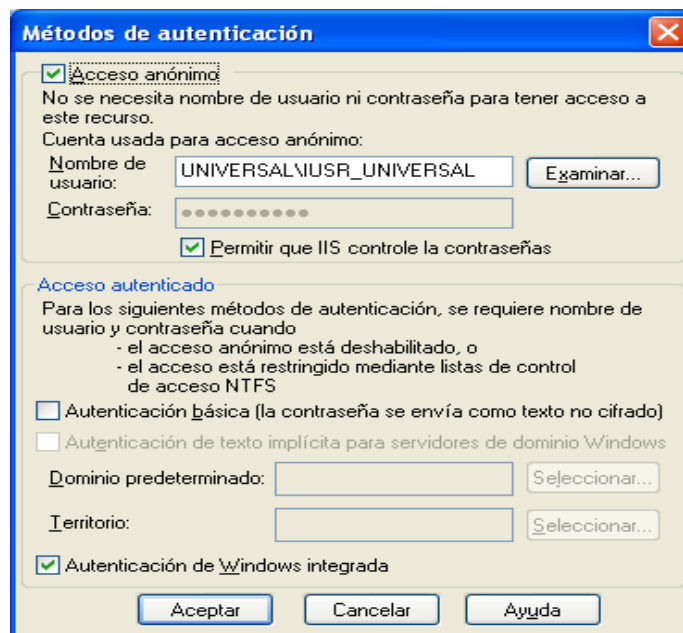 Métodos de autenticación
Acceso anónimo
No se necesita nombre de usuario ni contraseña para tener acceso a
este recurso.
Cuenta usada para acceso anónimo:
Nombre de
usuario:
UNIVERSAL\IUSR_UNIVERSAL
Examinar...
Contraseña:
●●●●●●●●●●
Permitir que IIS controle la contraseñas
Acceso autenticado
Para los siguientes métodos de autenticación, se requiere nombre de
usuario y contraseña cuando
- el acceso anónimo está deshabilitado, o
- el acceso está restringido mediante listas de control
de acceso NTFS
Autenticación básica (la contraseña se envía como texto no cifrado)
Autenticación de texto implícita para servidores de dominio Windows
Dominio predeterminado:
Seleccionar...
Territorio:
Seleccionar...
Autenticación de Windows integrada
Aceptar
Cancelar
Ayuda